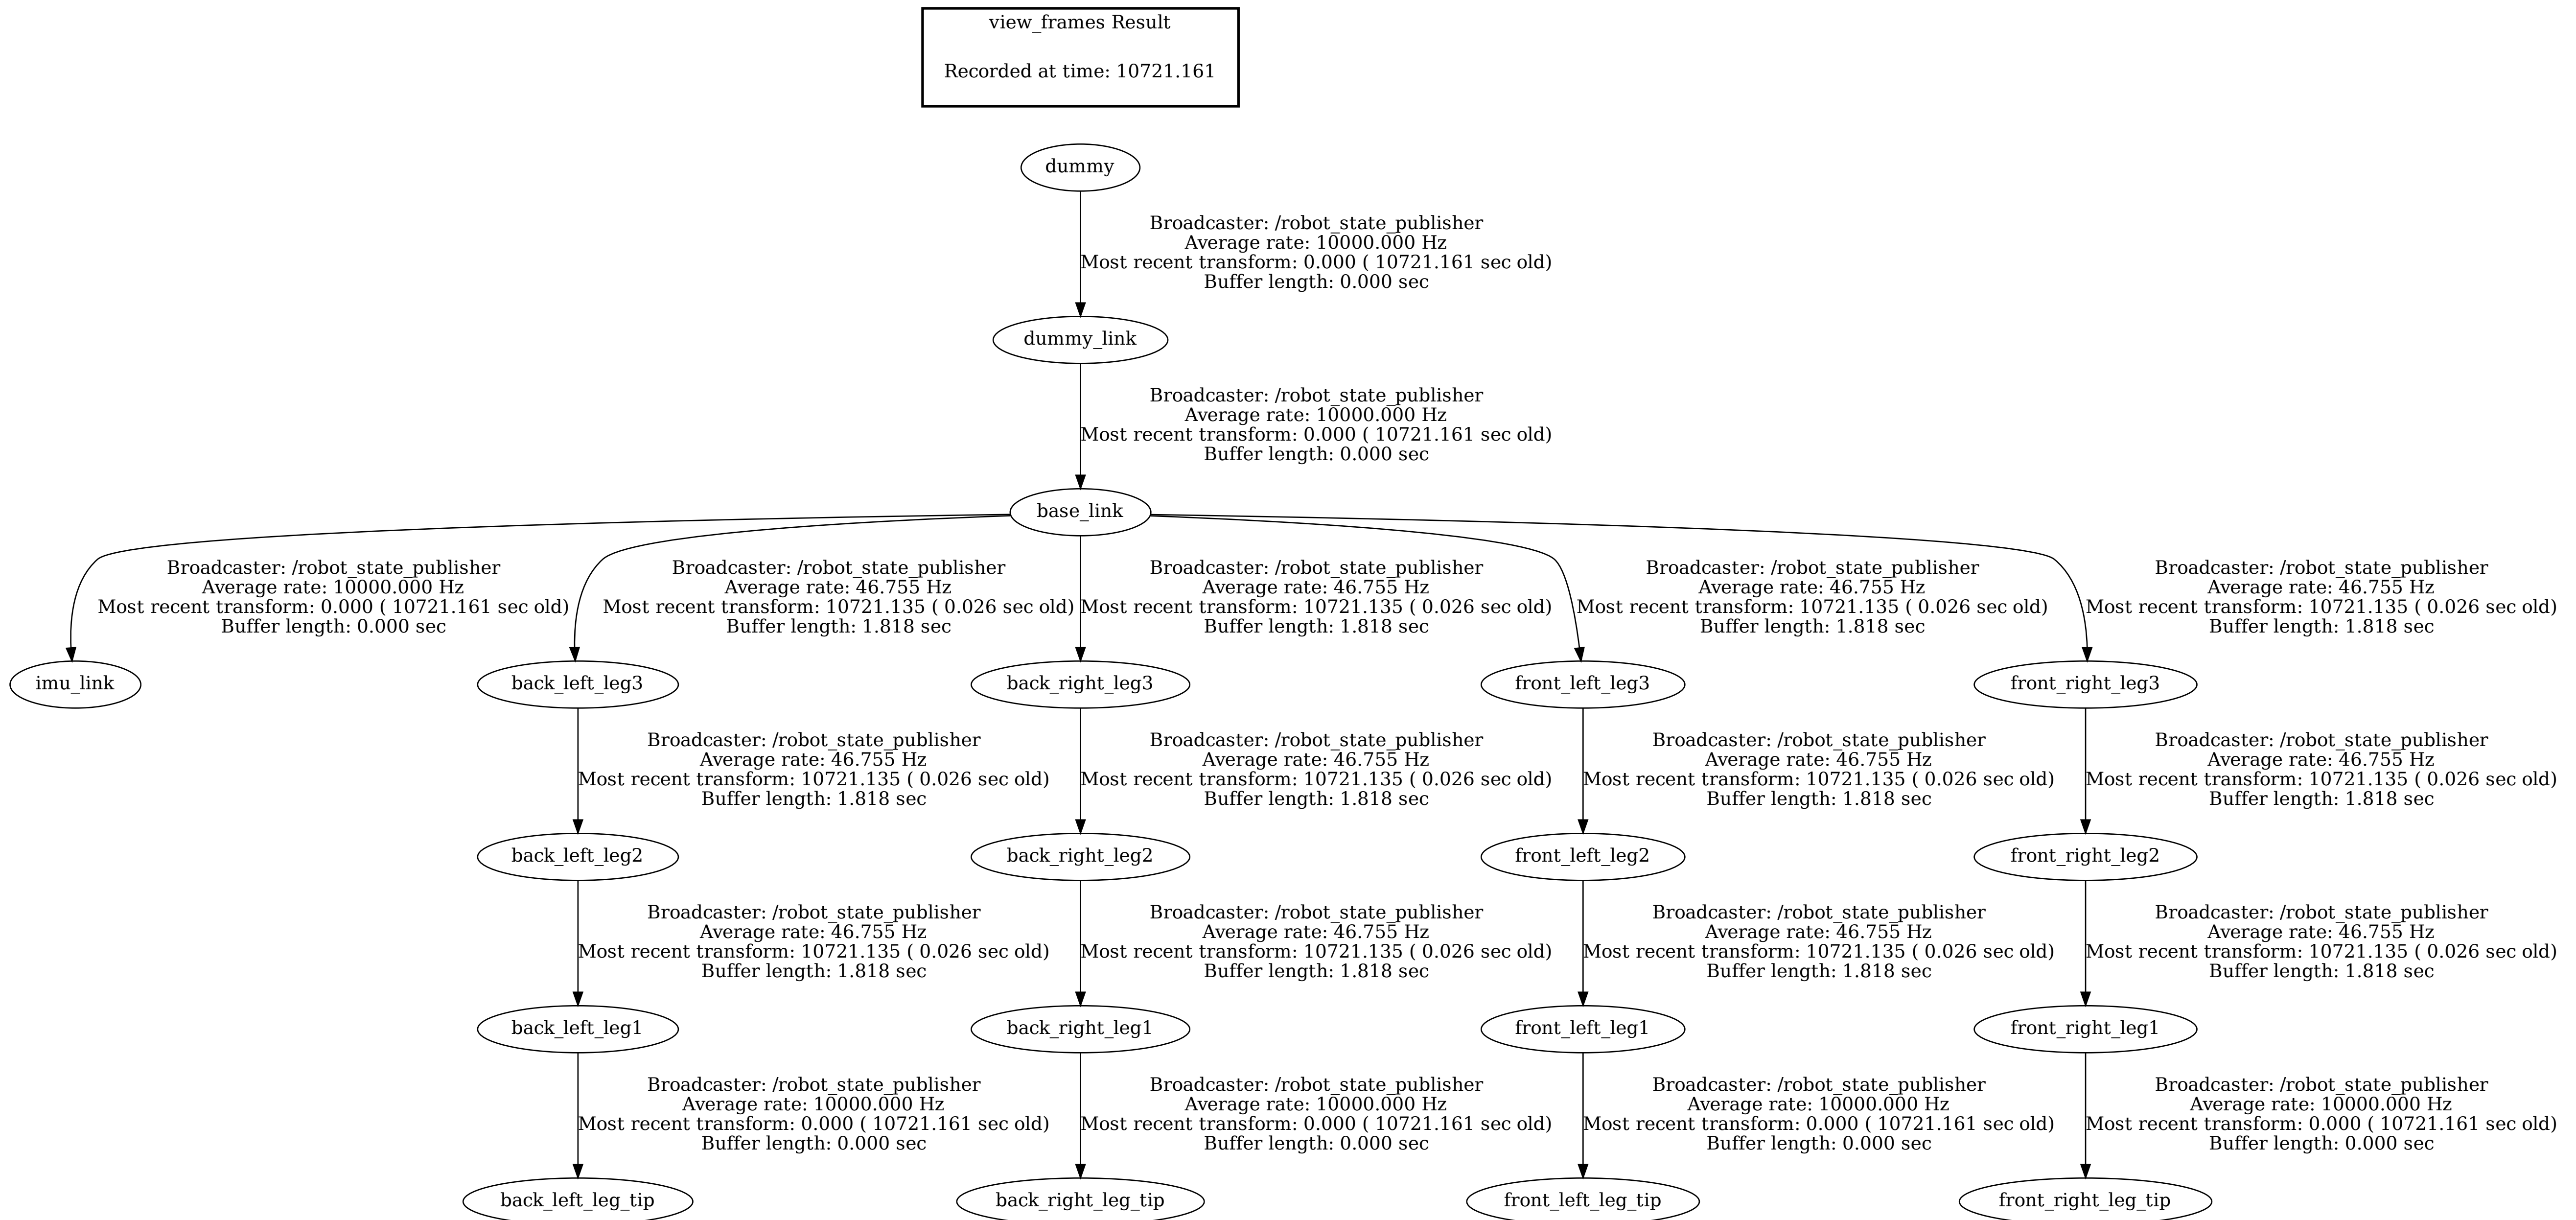 view_frames Result
Recorded at time: 10721.161
dummy
Broadcaster: /robot_state_publisher
Average rate: 10000.000 Hz
Most recent transform: 0.000 ( 10721.161 sec old)
Buffer length: 0.000 sec
dummy_link
Broadcaster: /robot_state_publisher
Average rate: 10000.000 Hz
Most recent transform: 0.000 ( 10721.161 sec old)
Buffer length: 0.000 sec
base_link
Broadcaster: /robot_state_publisher
Average rate: 10000.000 Hz
Most recent transform: 0.000 ( 10721.161 sec old)
Buffer length: 0.000 sec
Broadcaster: /robot_state_publisher
Average rate: 46.755 Hz
Most recent transform: 10721.135 ( 0.026 sec old)
Buffer length: 1.818 sec
Broadcaster: /robot_state_publisher
Average rate: 46.755 Hz
Most recent transform: 10721.135 ( 0.026 sec old)
Buffer length: 1.818 sec
Broadcaster: /robot_state_publisher
Average rate: 46.755 Hz
Most recent transform: 10721.135 ( 0.026 sec old)
Buffer length: 1.818 sec
Broadcaster: /robot_state_publisher
Average rate: 46.755 Hz
Most recent transform: 10721.135 ( 0.026 sec old)
Buffer length: 1.818 sec
imu_link
back_left_leg3
back_right_leg3
front_left_leg3
front_right_leg3
Broadcaster: /robot_state_publisher
Average rate: 46.755 Hz
Most recent transform: 10721.135 ( 0.026 sec old)
Buffer length: 1.818 sec
Broadcaster: /robot_state_publisher
Average rate: 46.755 Hz
Most recent transform: 10721.135 ( 0.026 sec old)
Buffer length: 1.818 sec
Broadcaster: /robot_state_publisher
Average rate: 46.755 Hz
Most recent transform: 10721.135 ( 0.026 sec old)
Buffer length: 1.818 sec
Broadcaster: /robot_state_publisher
Average rate: 46.755 Hz
Most recent transform: 10721.135 ( 0.026 sec old)
Buffer length: 1.818 sec
back_left_leg2
back_right_leg2
front_left_leg2
front_right_leg2
Broadcaster: /robot_state_publisher
Average rate: 46.755 Hz
Most recent transform: 10721.135 ( 0.026 sec old)
Buffer length: 1.818 sec
Broadcaster: /robot_state_publisher
Average rate: 46.755 Hz
Most recent transform: 10721.135 ( 0.026 sec old)
Buffer length: 1.818 sec
Broadcaster: /robot_state_publisher
Average rate: 46.755 Hz
Most recent transform: 10721.135 ( 0.026 sec old)
Buffer length: 1.818 sec
Broadcaster: /robot_state_publisher
Average rate: 46.755 Hz
Most recent transform: 10721.135 ( 0.026 sec old)
Buffer length: 1.818 sec
back_left_leg1
back_right_leg1
front_left_leg1
front_right_leg1
Broadcaster: /robot_state_publisher
Average rate: 10000.000 Hz
Most recent transform: 0.000 ( 10721.161 sec old)
Buffer length: 0.000 sec
Broadcaster: /robot_state_publisher
Average rate: 10000.000 Hz
Most recent transform: 0.000 ( 10721.161 sec old)
Buffer length: 0.000 sec
Broadcaster: /robot_state_publisher
Average rate: 10000.000 Hz
Most recent transform: 0.000 ( 10721.161 sec old)
Buffer length: 0.000 sec
Broadcaster: /robot_state_publisher
Average rate: 10000.000 Hz
Most recent transform: 0.000 ( 10721.161 sec old)
Buffer length: 0.000 sec
back_left_leg_tip
back_right_leg_tip
front_left_leg_tip
front_right_leg_tip